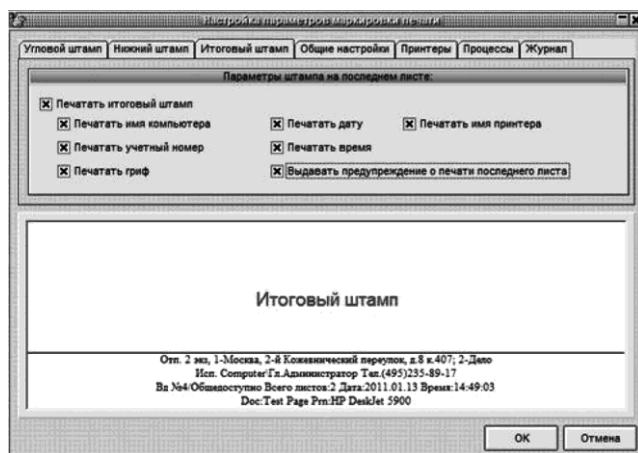 Настройка параметров маркировки печати
Угловой штамп Нижний штамп Итоговый штамп Общие настройки Принтеры Процессы Журнал
Параметры штампа на последнем листе:
Печатать итоговый штамп
Печатать имя компьютера Печатать дату Печатать имя принтера
Печатать учетный номер Печатать время
Печатать гриф Выдавать предупреждение о печати последнего листа
Итоговый штамп
Отп. 2 экз, 1-Москва, 2-й Кожевнический переулок, д.8 к.407; 2-Дело
Исп. Computer\Гл.Администратор Тел.(495)235-89-17
Вд №4/Общедоступно Всего листов:2 Дата:2011.01.13 Время:14:49:03
Doc:Test Page Prn:HP DeskJet 5900
OK Отмена